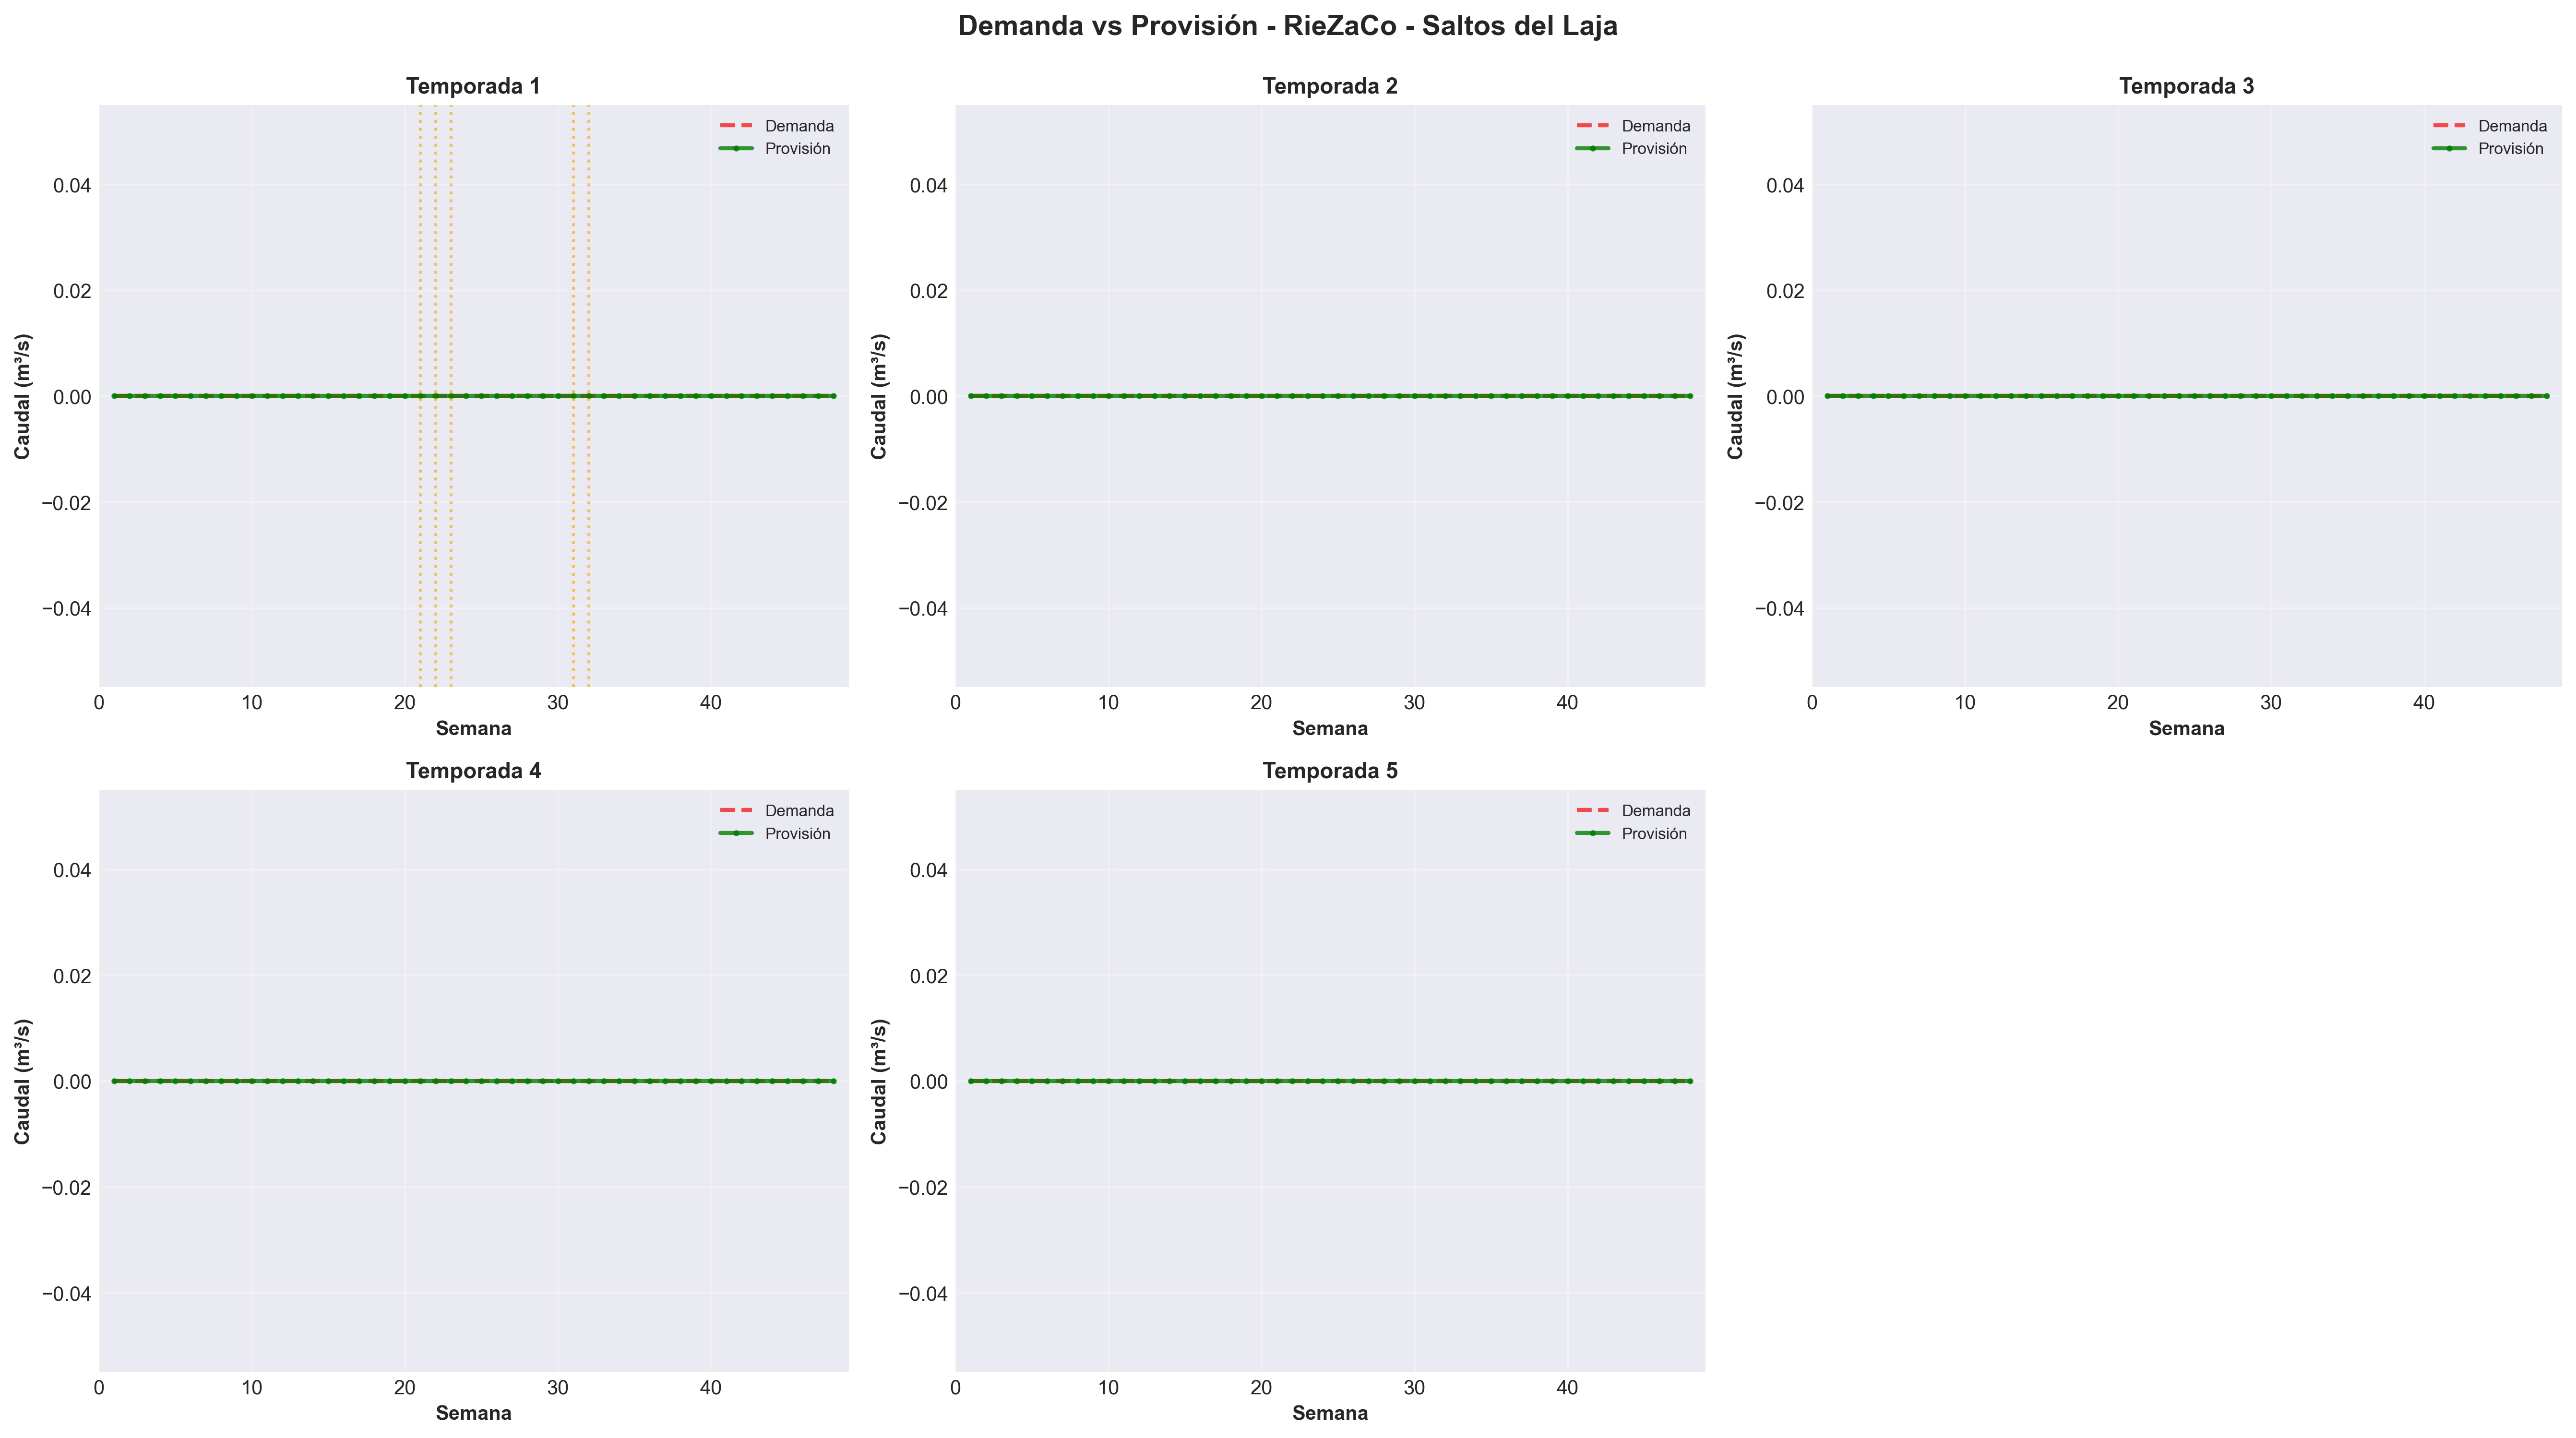 Demanda vs Provisión - RieZaCo - Saltos del Laja
Temporada 1
Demanda
Provisión
Caudal (m³/s)
0.04
0.02
0.00
−0.02
−0.04
0 10 20 30 40
Semana
Temporada 2
Demanda
Provisión
Caudal (m³/s)
0.04
0.02
0.00
−0.02
−0.04
0 10 20 30 40
Semana
Temporada 3
Demanda
Provisión
Caudal (m³/s)
0.04
0.02
0.00
−0.02
−0.04
0 10 20 30 40
Semana
Temporada 4
Demanda
Provisión
Caudal (m³/s)
0.04
0.02
0.00
−0.02
−0.04
0 10 20 30 40
Semana
Temporada 5
Demanda
Provisión
Caudal (m³/s)
0.04
0.02
0.00
−0.02
−0.04
0 10 20 30 40
Semana